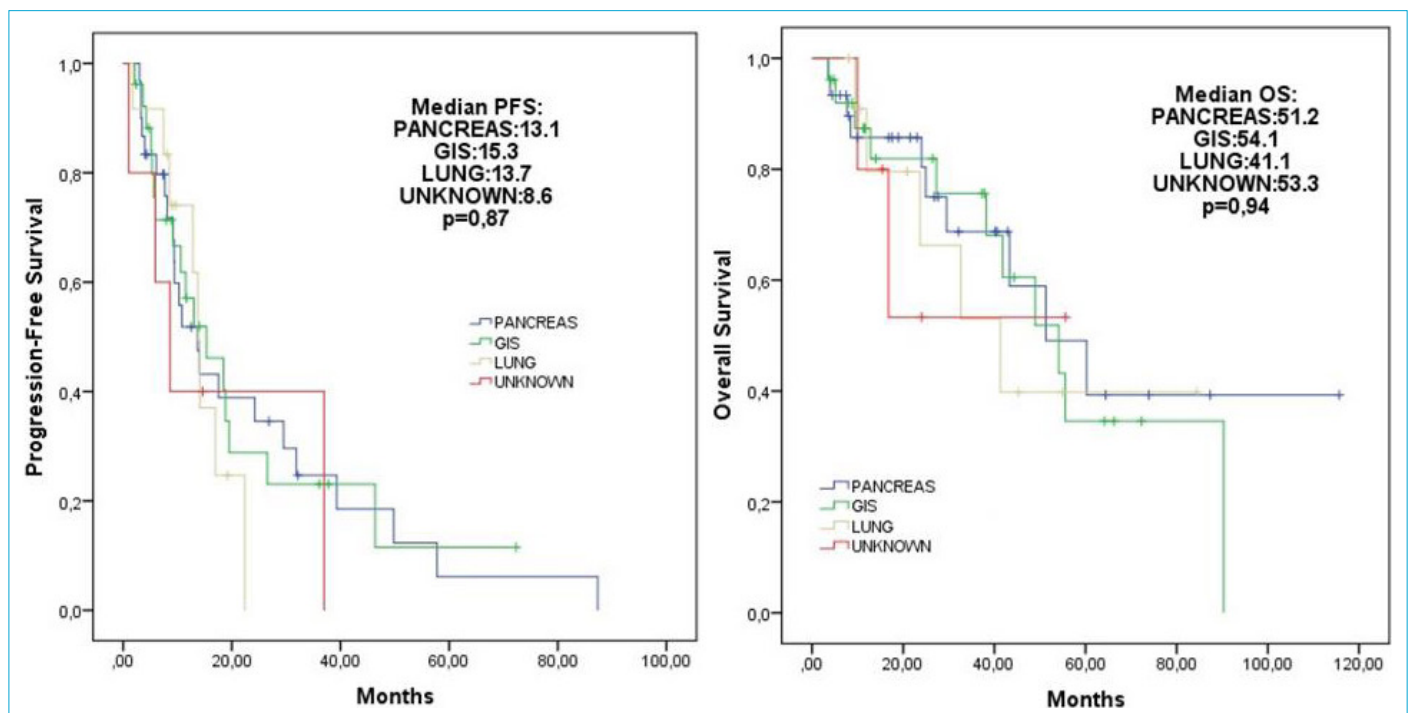 1,0
0,8
0,6
0,4
0,2
0,0
Progression-Free Survival
Median PFS:
PANCREAS:13.1
GIS:15.3
LUNG:13.7
UNKNOWN:8.6
p=0,87
PANCREAS
GIS
LUNG
UNKNOWN
,00 20,00 40,00 60,00 80,00 100,00
Months
1,0
0,8
0,6
0,4
0,2
0,0
Overall Survival
Median OS:
PANCREAS:51.2
GIS:54.1
LUNG:41.1
UNKNOWN:53.3
p=0,94
PANCREAS
GIS
LUNG
UNKNOWN
,00 20,00 40,00 60,00 80,00 100,00 120,00
Months